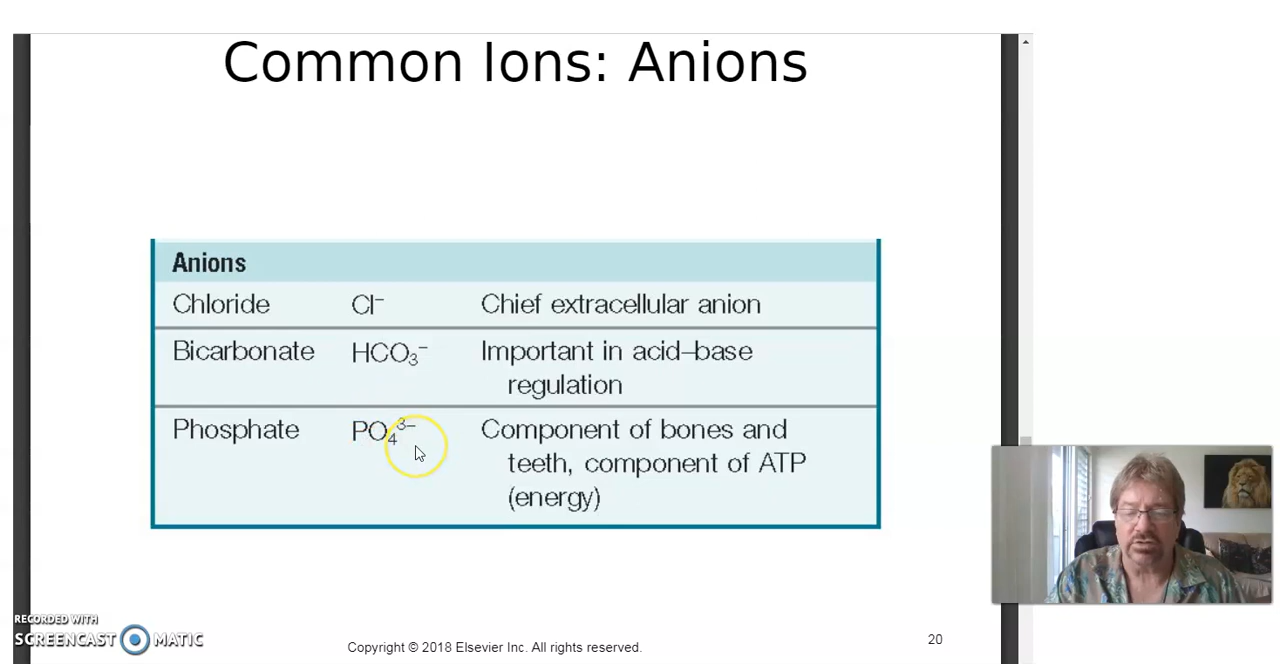 Common Ions: Anions
Anions
Chloride Cl⁻ Chief extracellular anion
Bicarbonate HCO₃⁻ Important in acid–base
regulation
Phosphate PO₄³⁻ Component of bones and
teeth, component of ATP
(energy)
RECORDED WITH
SCREENCAST MATIC
Copyright © 2018 Elsevier Inc. All rights reserved.
20